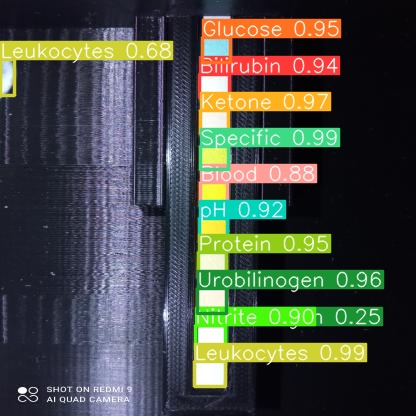 Glucose 0.95
Leukocytes 0.68
Bilirubin 0.94
Ketone 0.97
Specific 0.99
Blood 0.88
pH 0.92
Protein 0.95
Urobilinogen 0.96
Nitrite 0.90 0.25
Leukocytes 0.99
SHOT ON REDMI 9
AI QUAD CAMERA